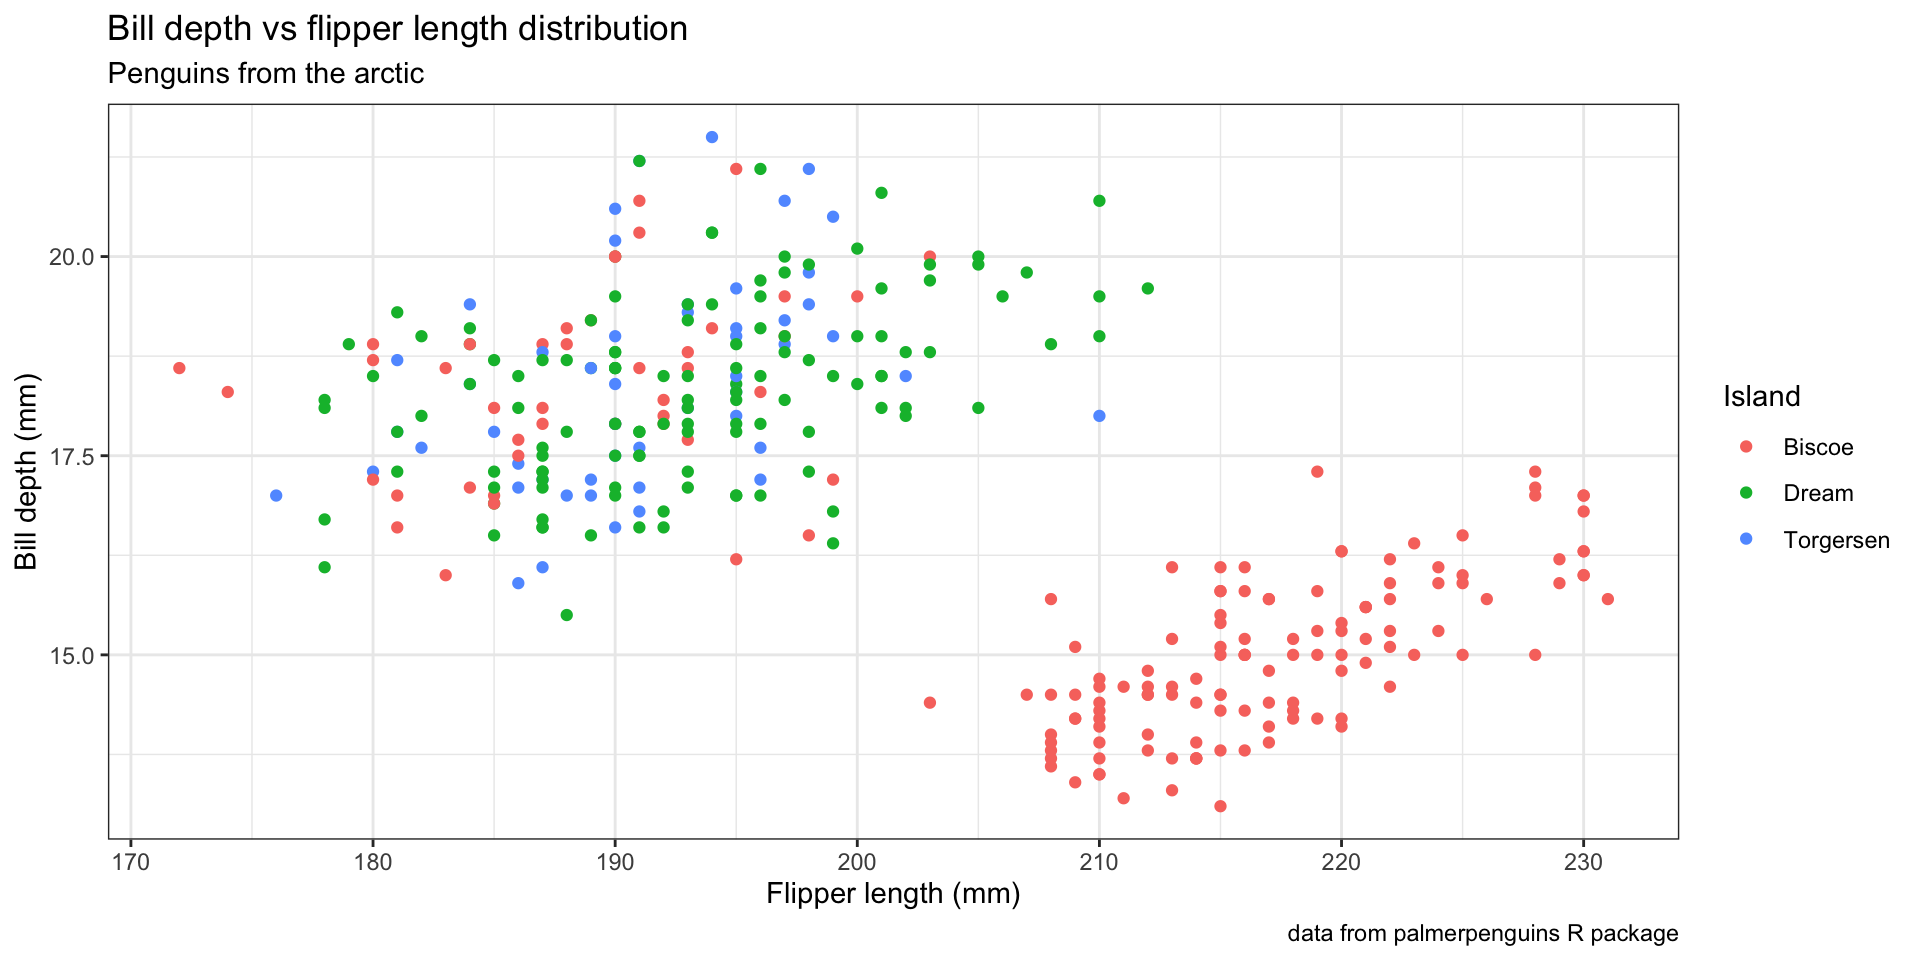 Bill depth vs flipper length distribution
Penguins from the arctic
Bill depth (mm)
20.0
17.5
15.0
170 180 190 200 210 220 230
Flipper length (mm)
Island
Biscoe
Dream
Torgersen
data from palmerpenguins R package